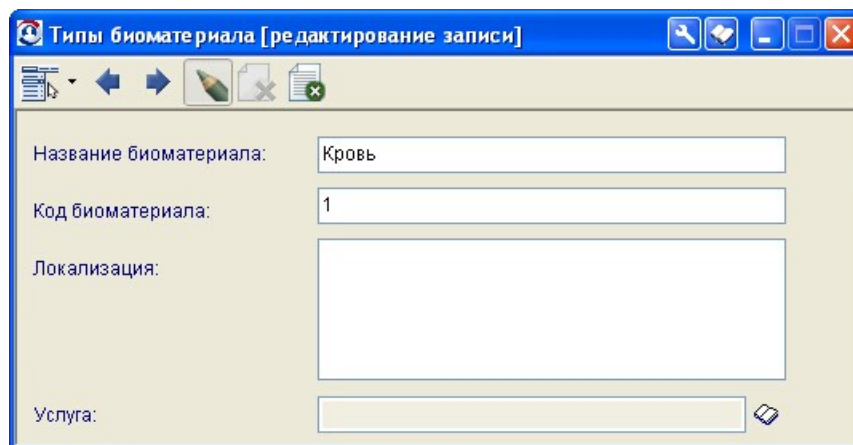 Типы биоматериала [редактирование записи]
Название биоматериала: Кровь
Код биоматериала: 1
Локализация:
Услуга: